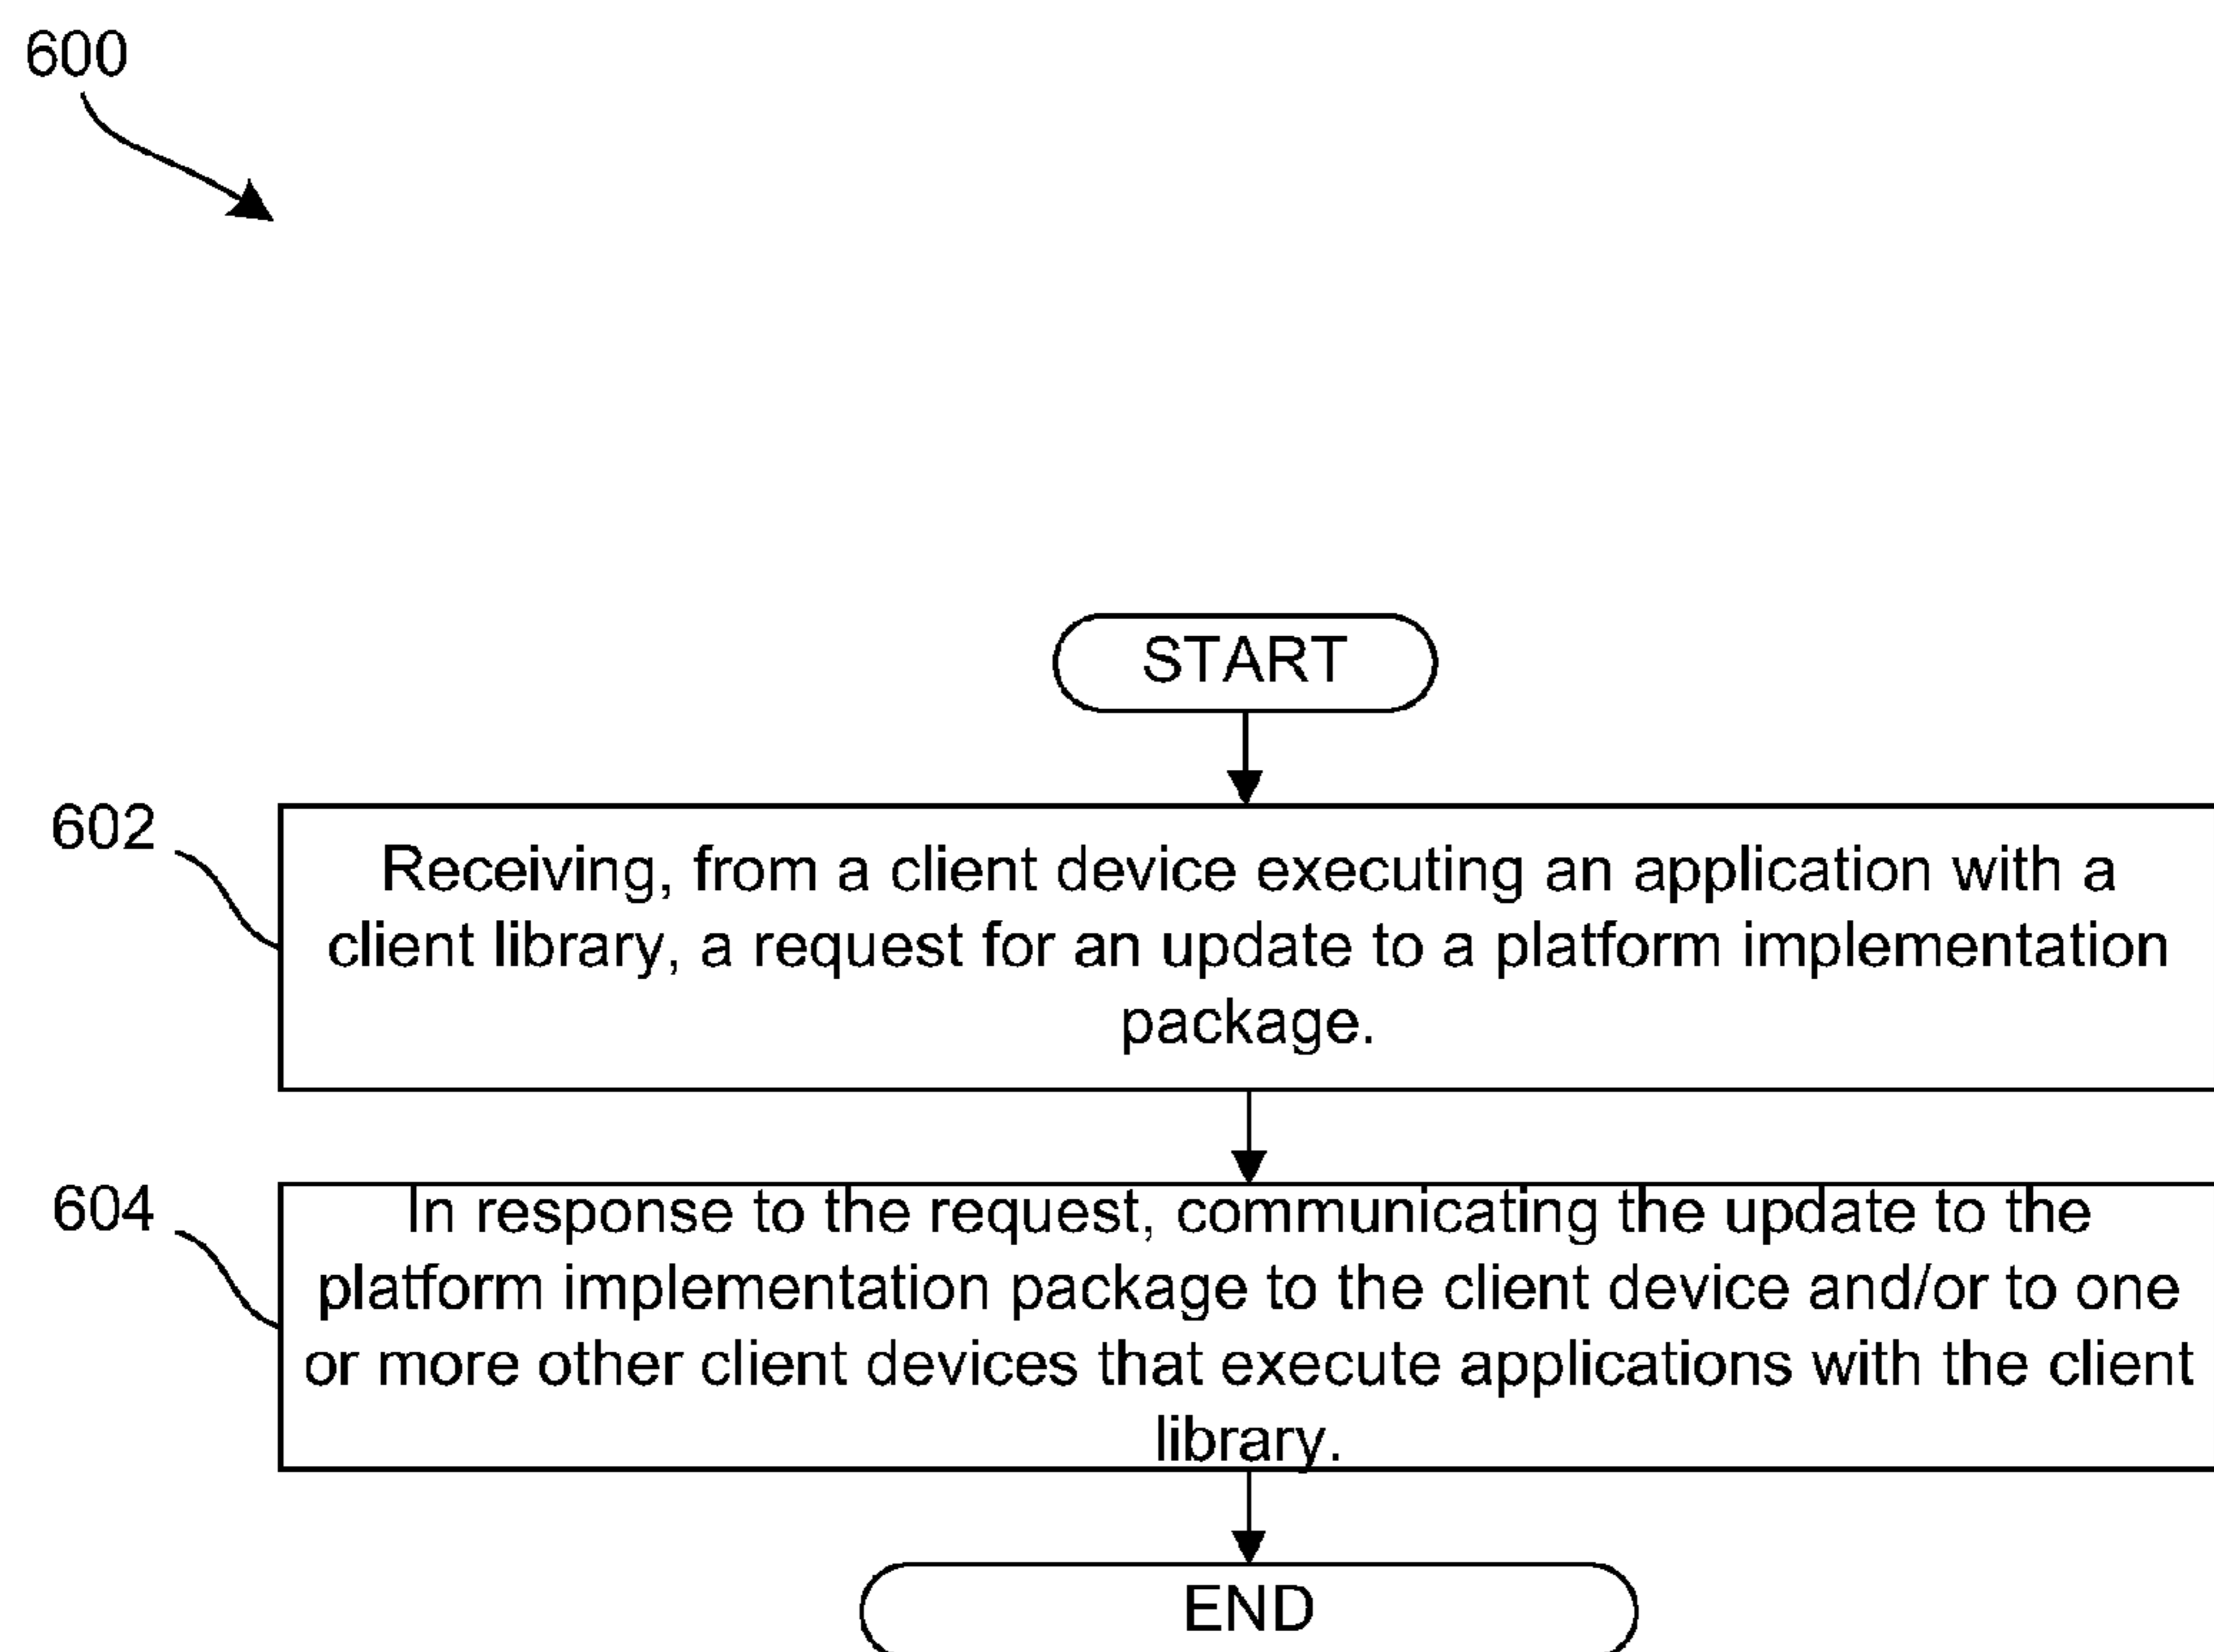 600
START
602
Receiving, from a client device executing an application with a
client library, a request for an update to a platform implementation
package.
604
In response to the request, communicating the update to the
platform implementation package to the client device and/or to one
or more other client devices that execute applications with the client
library.
END